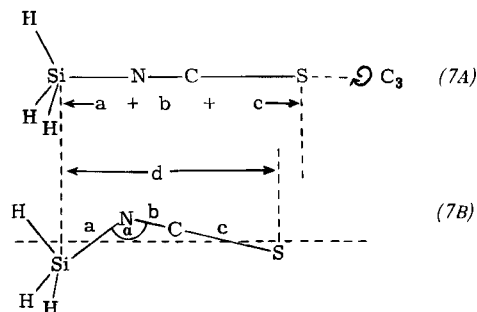 H
Si N C S C₃ (7A)
H H a + b + c
d
(7B)
H a N b C c
α
Si S
H
H